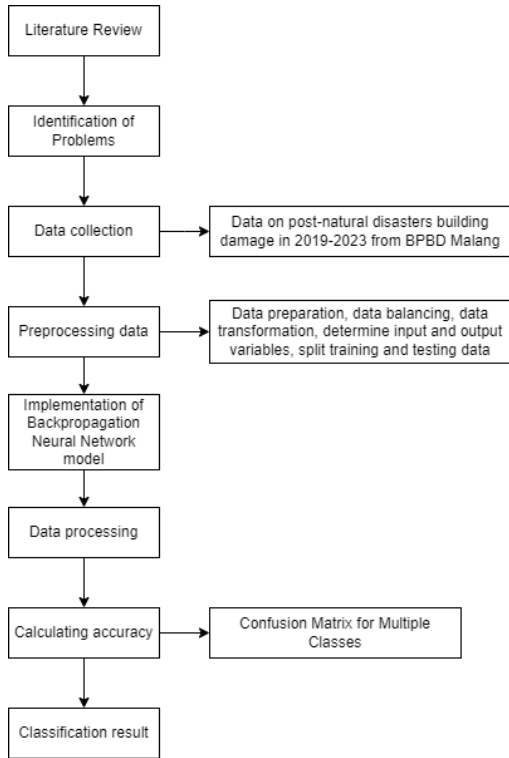 Literature Review
Identification of
Problems
Data collection
Data on post-natural disasters building
damage in 2019-2023 from BPBD Malang
Preprocessing data
Data preparation, data balancing, data
transformation, determine input and output
variables, split training and testing data
Implementation of
Backpropagation
Neural Network
model
Data processing
Calculating accuracy
Confusion Matrix for Multiple
Classes
Classification result